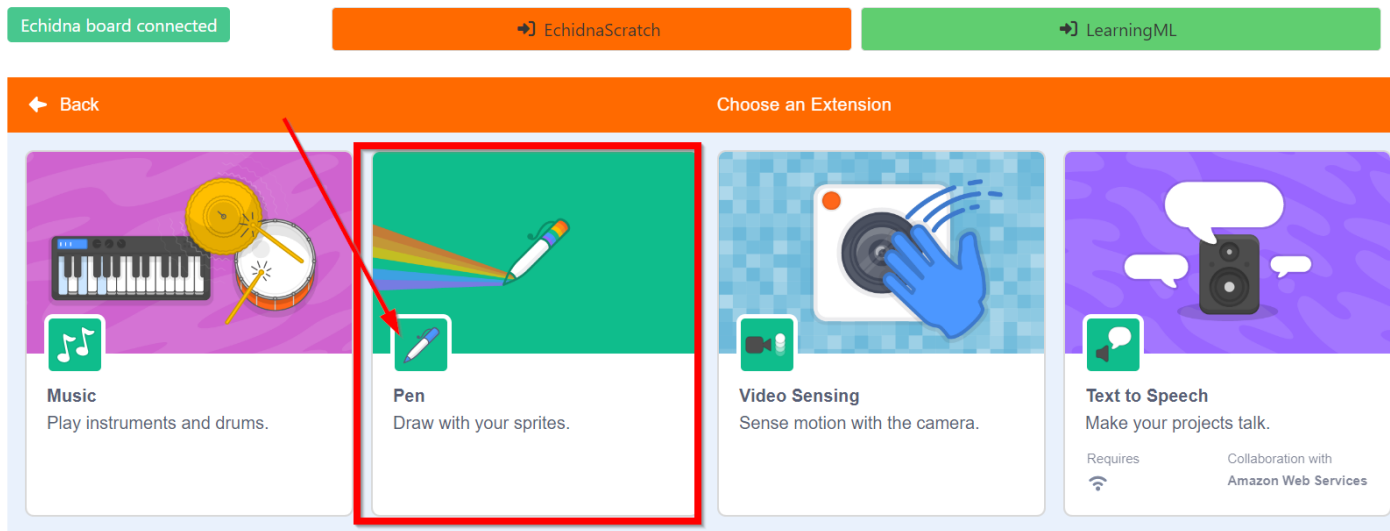 Echidna board connected
EchidnaScratch
LearningML
Back
Choose an Extension
Music
Play instruments and drums.
Pen
Draw with your sprites.
Video Sensing
Sense motion with the camera.
Text to Speech
Make your projects talk.
Requires
Collaboration with
Amazon Web Services